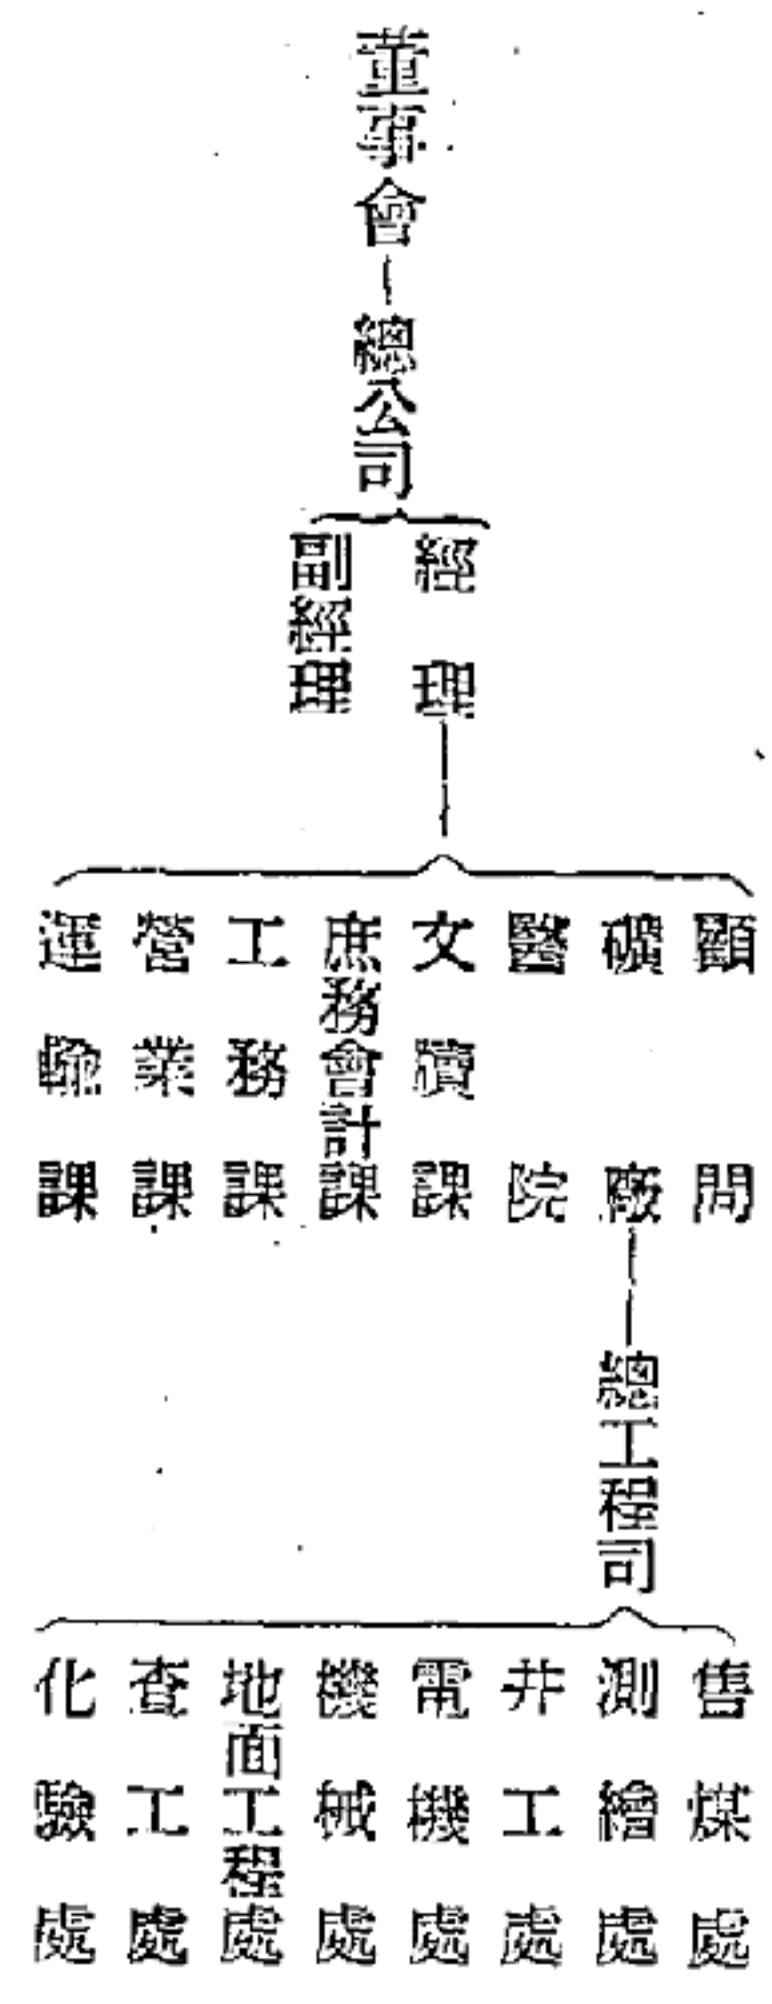 董事會
總公司
經理
副經理
顧問
礦廠
醫院
文牘課
庶務會計課
工務課
營業課
運輸課
總工程司
售煤處
測繪處
井工處
電機處
機械處
地面工程處
查工處
化驗處